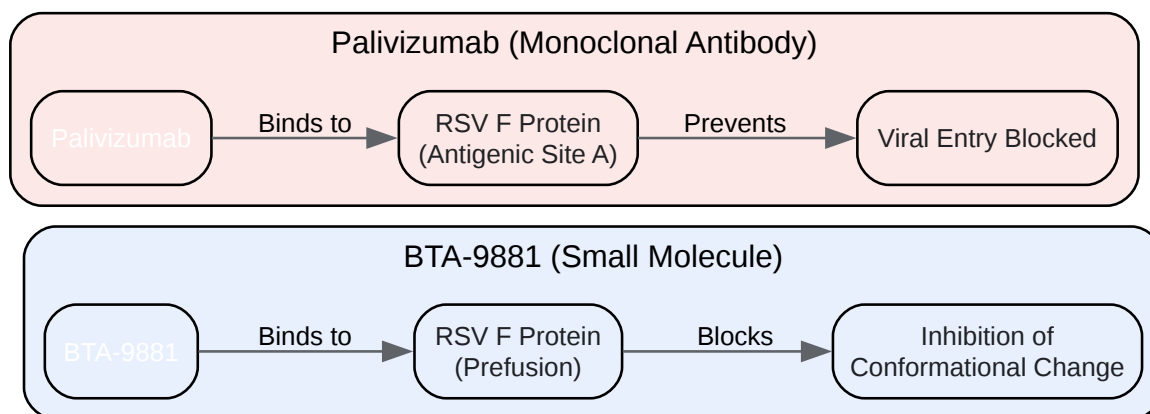 Palivizumab (Monoclonal Antibody)
Palivizumab
Binds to
RSV F Protein
(Antigenic Site A)
Prevents
Viral Entry Blocked
BTA-9881 (Small Molecule)
BTA-9881
Binds to
RSV F Protein
(Prefusion)
Blocks
Inhibition of
Conformational Change